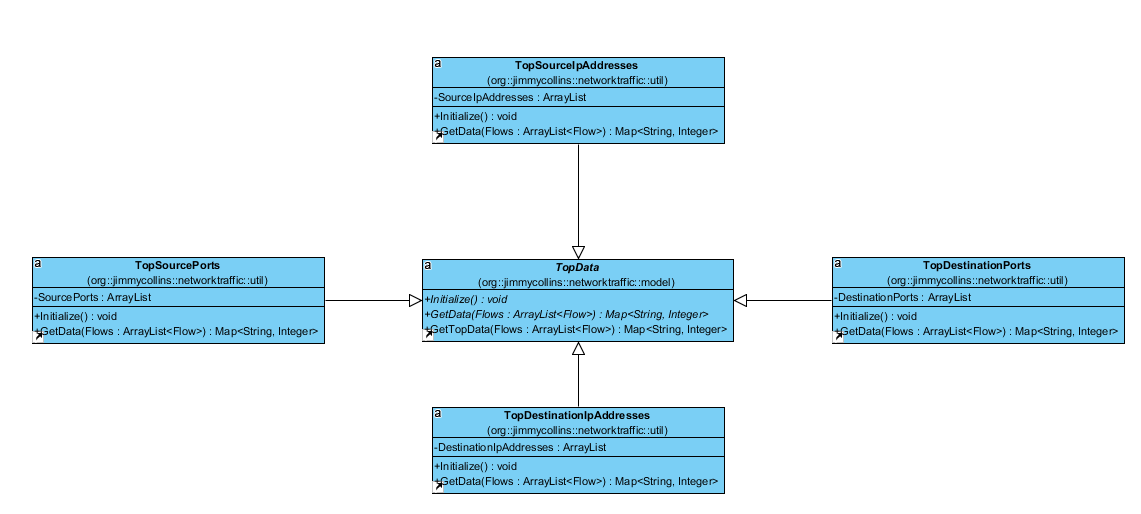 a
TopSourceIpAddresses
(org::jimmycollins::networktraffic::util)
-SourceIpAddresses : ArrayList
+Initialize() : void
+GetData(Flows : ArrayList<Flow>) : Map<String, Integer>
a
TopSourcePorts
(org::jimmycollins::networktraffic::util)
-SourcePorts : ArrayList
+Initialize() : void
+GetData(Flows : ArrayList<Flow>) : Map<String, Integer>
a
TopData
(org::jimmycollins::networktraffic::model)
+Initialize() : void
+GetData(Flows : ArrayList<Flow>) : Map<String, Integer>
+GetTopData(Flows : ArrayList<Flow>) : Map<String, Integer>
a
TopDestinationPorts
(org::jimmycollins::networktraffic::util)
-DestinationPorts : ArrayList
+Initialize() : void
+GetData(Flows : ArrayList<Flow>) : Map<String, Integer>
a
TopDestinationIpAddresses
(org::jimmycollins::networktraffic::util)
-DestinationIpAddresses : ArrayList
+Initialize() : void
+GetData(Flows : ArrayList<Flow>) : Map<String, Integer>